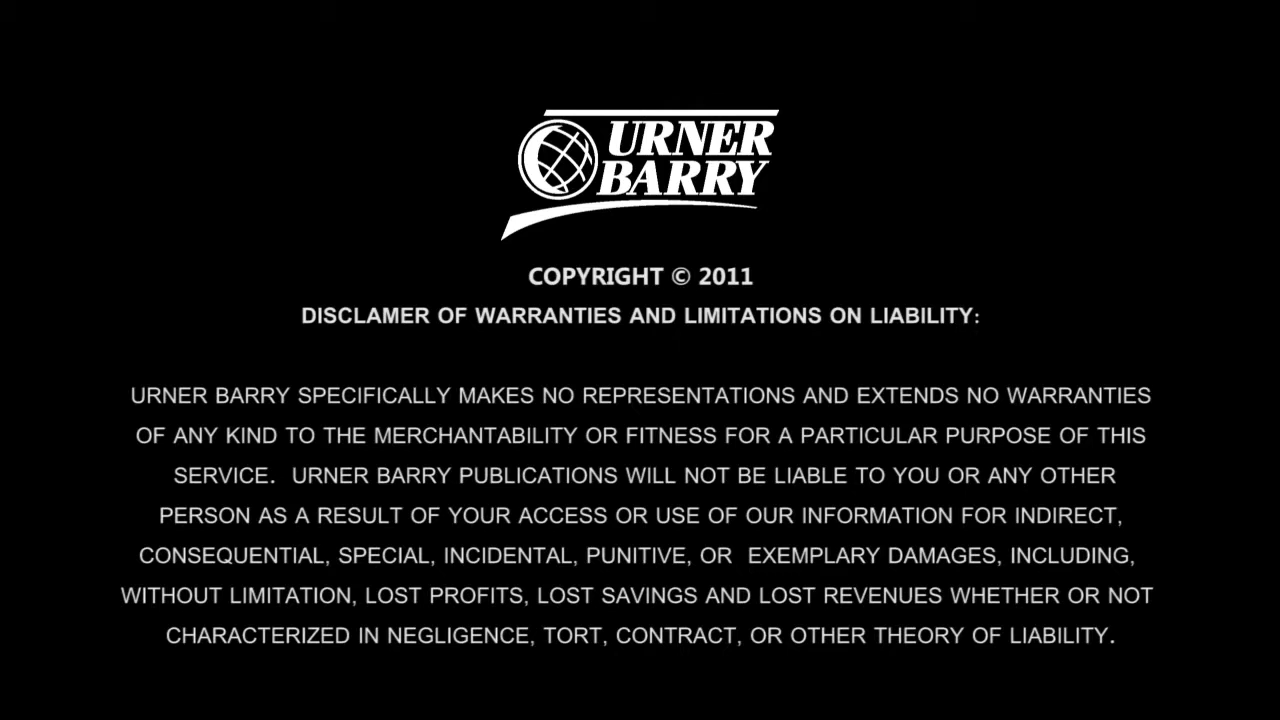 URNER
BARRY
COPYRIGHT © 2011
DISCLAMER OF WARRANTIES AND LIMITATIONS ON LIABILITY:
URNER BARRY SPECIFICALLY MAKES NO REPRESENTATIONS AND EXTENDS NO WARRANTIES
OF ANY KIND TO THE MERCHANTABILITY OR FITNESS FOR A PARTICULAR PURPOSE OF THIS
SERVICE.  URNER BARRY PUBLICATIONS WILL NOT BE LIABLE TO YOU OR ANY OTHER
PERSON AS A RESULT OF YOUR ACCESS OR USE OF OUR INFORMATION FOR INDIRECT,
CONSEQUENTIAL, SPECIAL, INCIDENTAL, PUNITIVE, OR  EXEMPLARY DAMAGES, INCLUDING,
WITHOUT LIMITATION, LOST PROFITS, LOST SAVINGS AND LOST REVENUES WHETHER OR NOT
CHARACTERIZED IN NEGLIGENCE, TORT, CONTRACT, OR OTHER THEORY OF LIABILITY.